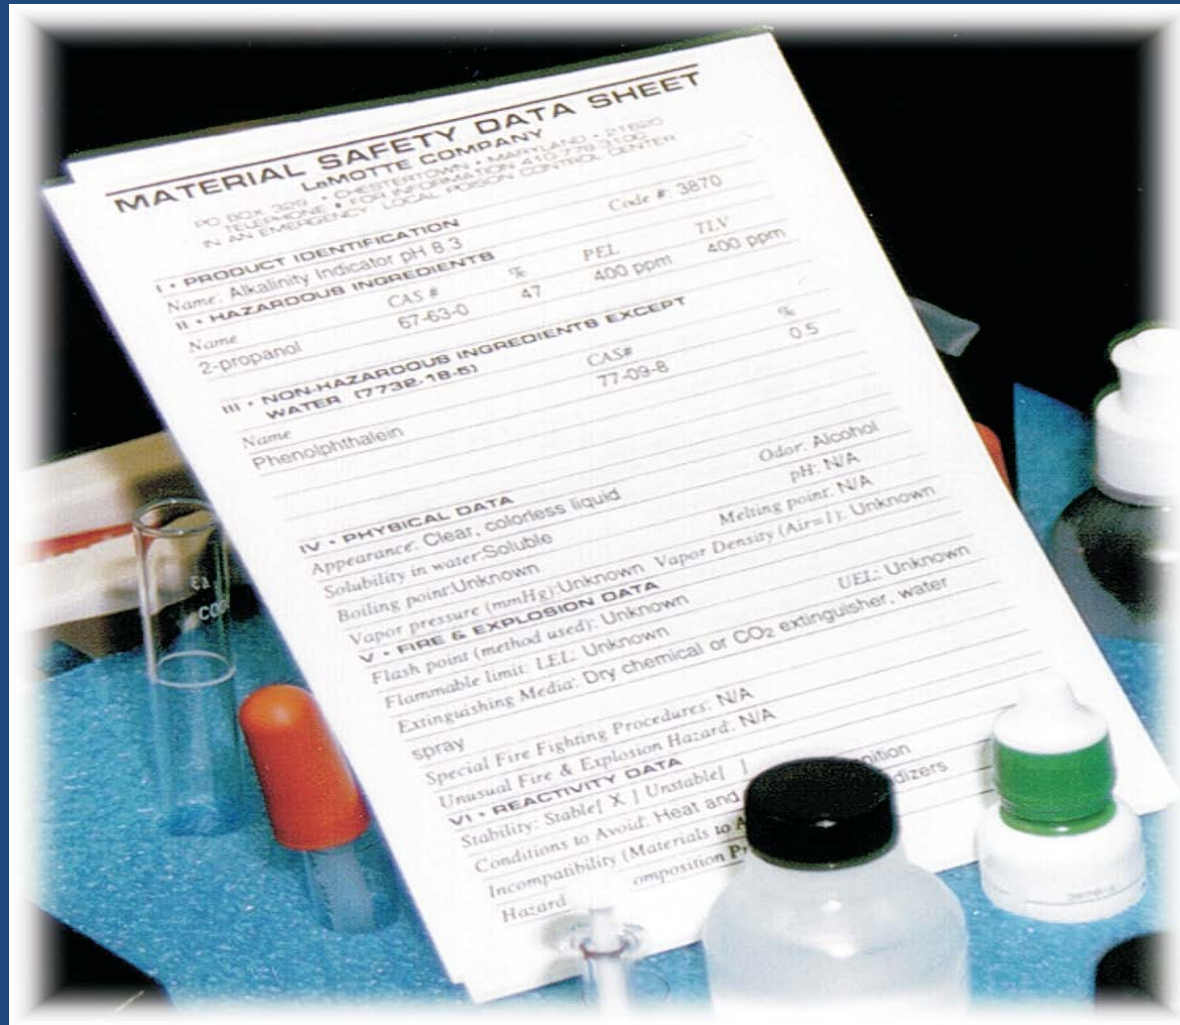 MATERIAL SAFETY DATA SHEET
LaMOTTE COMPANY
PO BOX 329 • CHESTERTOWN • MARYLAND • 21620
TELEPHONE • FOR INFORMATION 410-778-3100
IN AN EMERGENCY: LOCAL POISON CONTROL CENTER
I • PRODUCT IDENTIFICATION
Name: Alkalinity Indicator pH 8.3 Code #: 3870
II • HAZARDOUS INGREDIENTS
Name CAS # % PEL TLV
2-propanol 67-63-0 47 400 ppm 400 ppm
III • NON-HAZARDOUS INGREDIENTS EXCEPT
WATER (7732-18-5)
Name CAS# %
Phenolphthalein 77-09-8 0.5
IV • PHYSICAL DATA
Appearance: Clear, colorless liquid Odor: Alcohol
Solubility in water:Soluble pH: N/A
Boiling point:Unknown Melting point: N/A
Vapor pressure (mmHg):Unknown Vapor Density (Air=1): Unknown
V • FIRE & EXPLOSION DATA
Flash point (method used): Unknown
Flammable limit: LEL: Unknown UEL: Unknown
Extinguishing Media: Dry chemical or CO2 extinguisher, water
spray
Special Fire Fighting Procedures: N/A
Unusual Fire & Explosion Hazard: N/A
VI • REACTIVITY DATA
Stability: Stable[ X ] Unstable[ ]
Conditions to Avoid: Heat and nition
Incompatibility (Materials to A dizers
Hazard omposition Pr